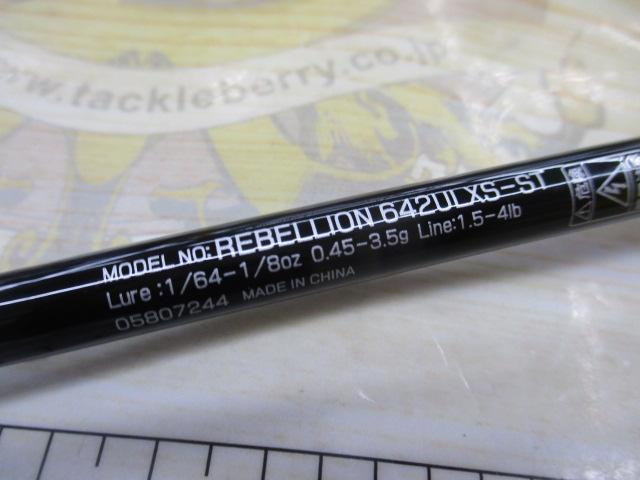 www.tackleberry.co.jp
MODEL NO:REBELLION 642ULXS-ST
Lure:1/64-1/8oz 0.45-3.5g Line:1.5-4lb
05807244 MADE IN CHINA